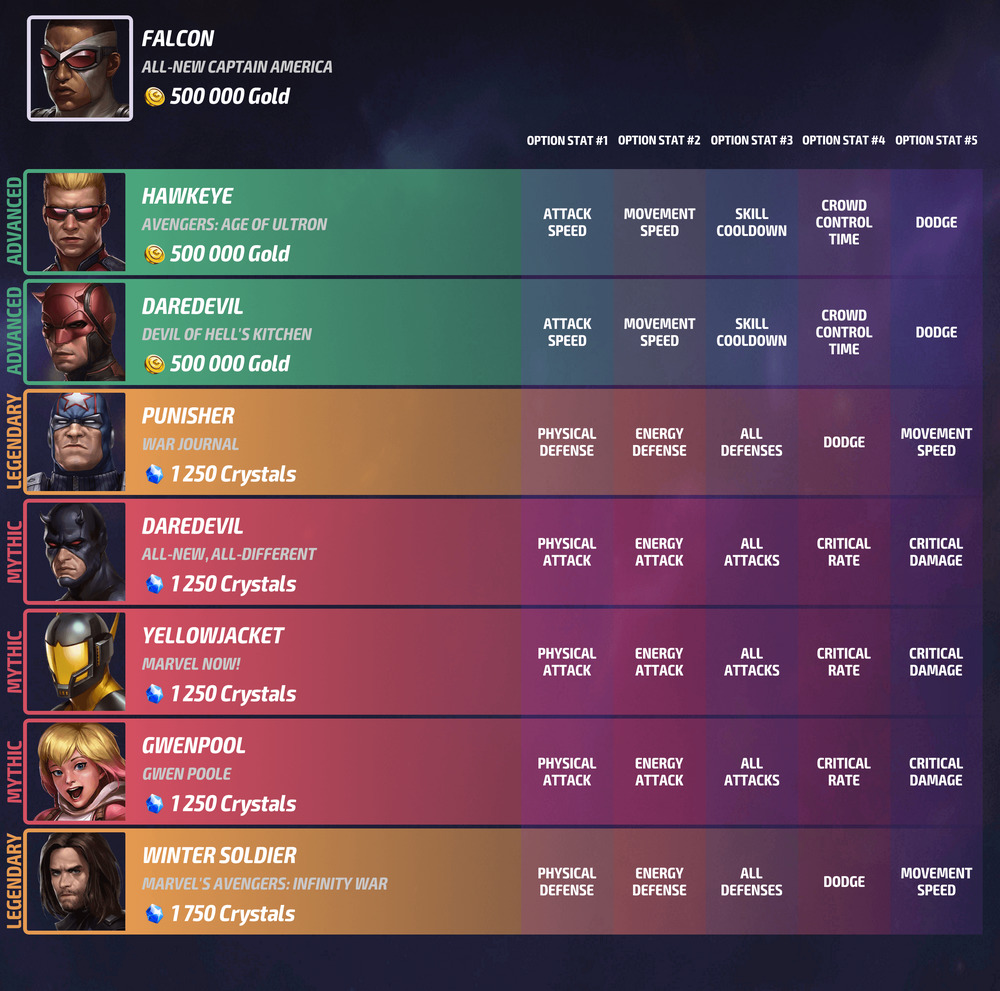 FALCON
ALL-NEW CAPTAIN AMERICA
500 000 Gold
OPTION STAT #1 OPTION STAT #2 OPTION STAT #3 OPTION STAT #4 OPTION STAT #5
ADVANCED
HAWKEYE
AVENGERS: AGE OF ULTRON
500 000 Gold
ATTACK
SPEED
MOVEMENT
SPEED
SKILL
COOLDOWN
CROWD
CONTROL
TIME
DODGE
ADVANCED
DAREDEVIL
DEVIL OF HELL'S KITCHEN
500 000 Gold
ATTACK
SPEED
MOVEMENT
SPEED
SKILL
COOLDOWN
CROWD
CONTROL
TIME
DODGE
LEGENDARY
PUNISHER
WAR JOURNAL
1 250 Crystals
PHYSICAL
DEFENSE
ENERGY
DEFENSE
ALL
DEFENSES
DODGE
MOVEMENT
SPEED
MYTHIC
DAREDEVIL
ALL-NEW, ALL-DIFFERENT
1 250 Crystals
PHYSICAL
ATTACK
ENERGY
ATTACK
ALL
ATTACKS
CRITICAL
RATE
CRITICAL
DAMAGE
MYTHIC
YELLOWJACKET
MARVEL NOW!
1 250 Crystals
PHYSICAL
ATTACK
ENERGY
ATTACK
ALL
ATTACKS
CRITICAL
RATE
CRITICAL
DAMAGE
MYTHIC
GWENPOOL
GWEN POOLE
1 250 Crystals
PHYSICAL
ATTACK
ENERGY
ATTACK
ALL
ATTACKS
CRITICAL
RATE
CRITICAL
DAMAGE
LEGENDARY
WINTER SOLDIER
MARVEL'S AVENGERS: INFINITY WAR
1 750 Crystals
PHYSICAL
DEFENSE
ENERGY
DEFENSE
ALL
DEFENSES
DODGE
MOVEMENT
SPEED